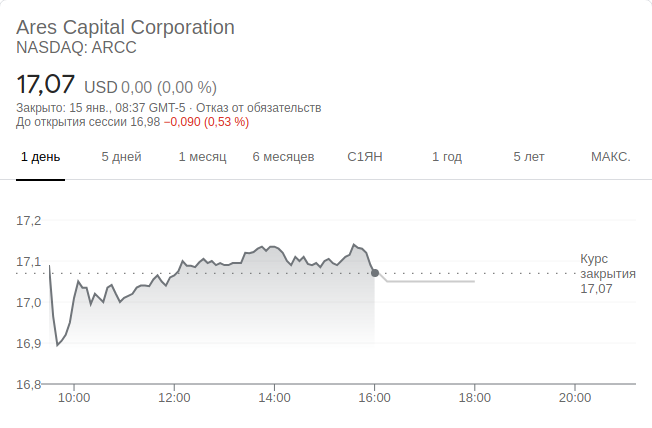 Ares Capital Corporation
NASDAQ: ARCC
17,07 USD 0,00 (0,00 %)
Закрыто: 15 янв., 08:37 GMT-5 · Отказ от обязательств
До открытия сессии 16,98 −0,090 (0,53 %)
1 день 5 дней 1 месяц 6 месяцев С1ЯН 1 год 5 лет МАКС.
17,2
17,1
17,0
16,9
16,8
Курс
закрытия
17,07
10:00 12:00 14:00 16:00 18:00 20:00